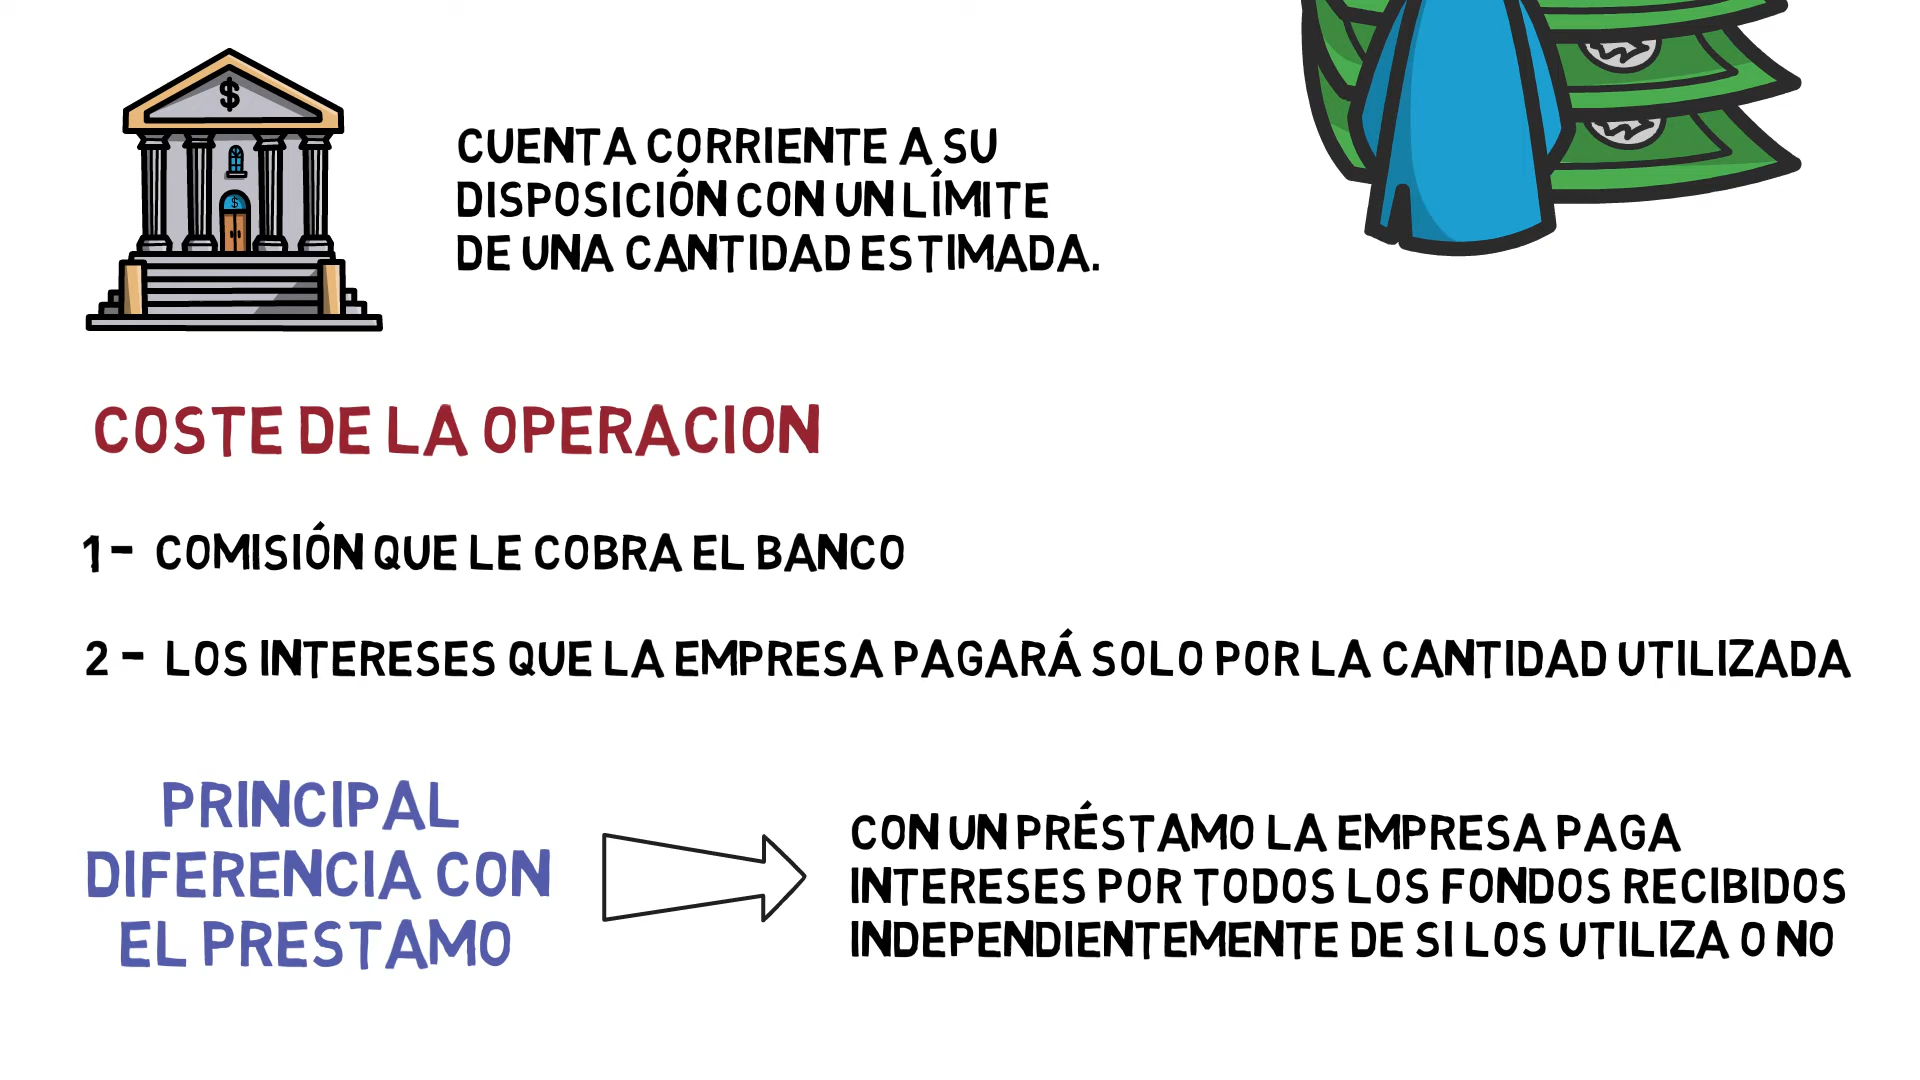 $
$
CUENTA CORRIENTE A SU
DISPOSICIÓN CON UN LÍMITE
DE UNA CANTIDAD ESTIMADA.
COSTE DE LA OPERACION
1 - COMISIÓN QUE LE COBRA EL BANCO
2 - LOS INTERESES QUE LA EMPRESA PAGARÁ SOLO POR LA CANTIDAD UTILIZADA
PRINCIPAL
DIFERENCIA CON
EL PRESTAMO
CON UN PRÉSTAMO LA EMPRESA PAGA
INTERESES POR TODOS LOS FONDOS RECIBIDOS
INDEPENDIENTEMENTE DE SI LOS UTILIZA O NO